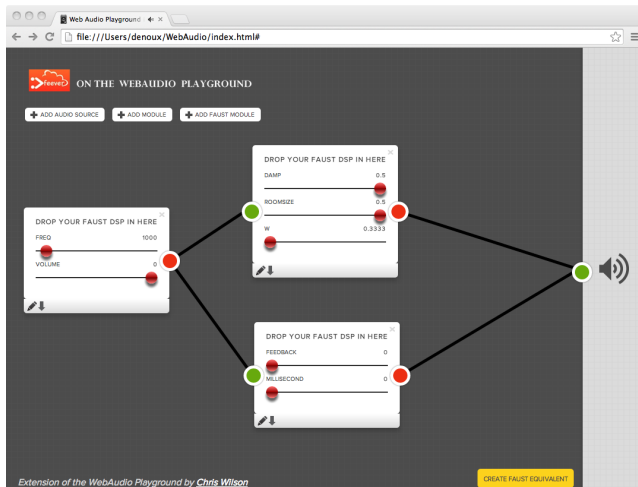 Web Audio Playground
file:///Users/denoux/WebAudio/index.html#
feever
ON THE WEBAUDIO PLAYGROUND
ADD AUDIO SOURCE
ADD MODULE
ADD FAUST MODULE
DROP YOUR FAUST DSP IN HERE
DAMP 0.5
ROOMSIZE 0.5
W 0.3333
DROP YOUR FAUST DSP IN HERE
FREQ 1000
VOLUME 0
DROP YOUR FAUST DSP IN HERE
FEEDBACK 0
MILLISECOND 0
Extension of the WebAudio Playground by Chris Wilson
CREATE FAUST EQUIVALENT